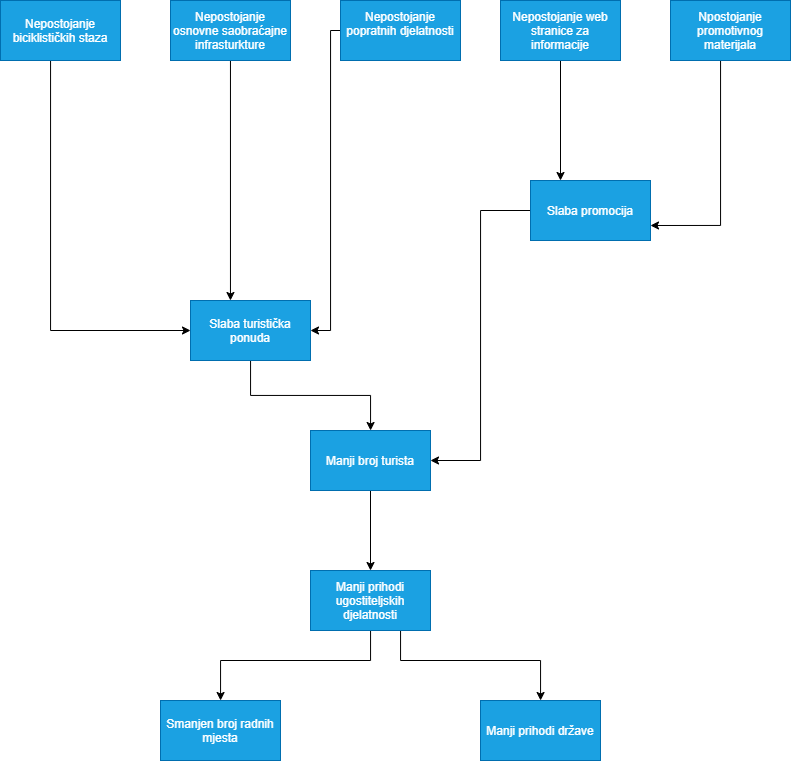 Nepostojanje
biciklističkih staza
Nepostojanje
osnovne saobraćajne
infrasturkture
Nepostojanje
popratnih djelatnosti
Nepostojanje web
stranice za
informacije
Npostojanje
promotivnog
materijala
Slaba promocija
Slaba turistička
ponuda
Manji broj turista
Manji prihodi
ugostiteljskih
djelatnosti
Smanjen broj radnih
mjesta
Manji prihodi države